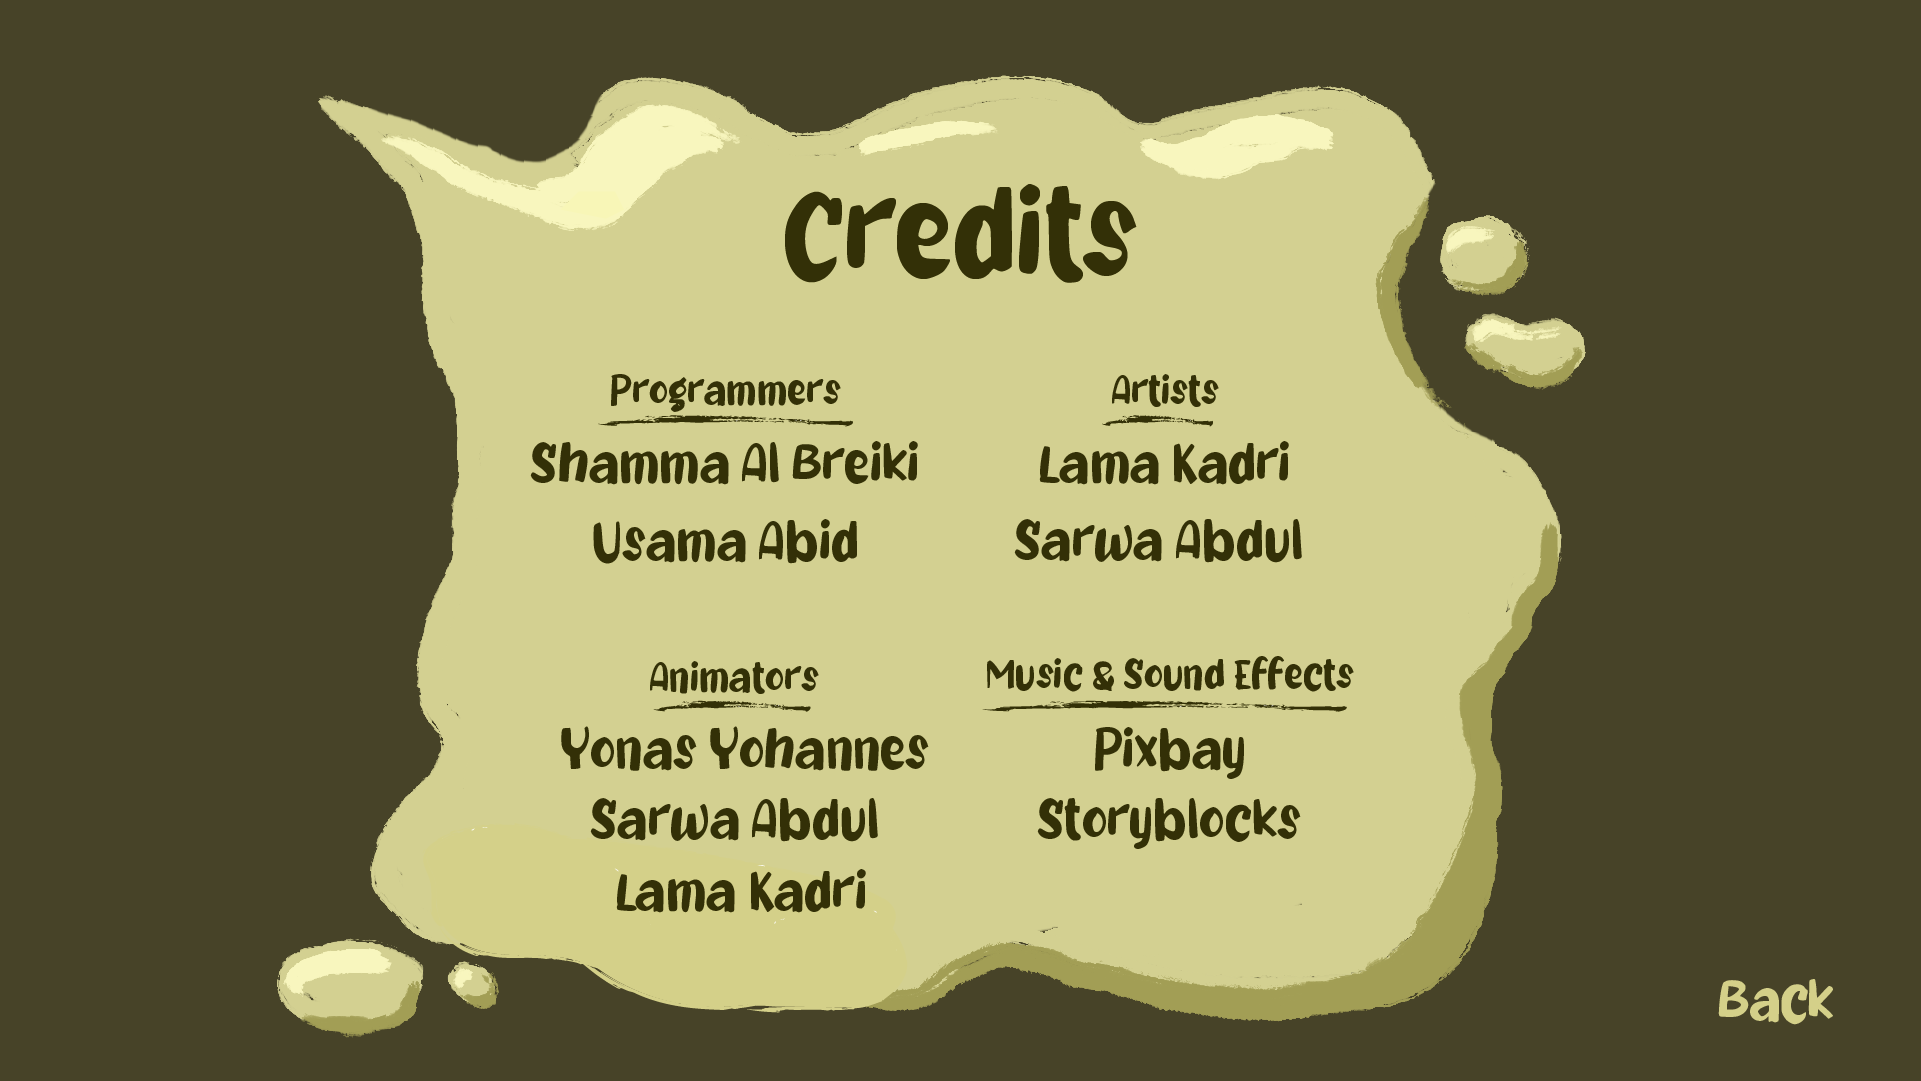 Credits
Programmers
Shamma Al Breiki
Usama Abid
Artists
Lama Kadri
Sarwa Abdul
Animators
Yonas Yohannes
Sarwa Abdul
Lama Kadri
Music & Sound Effects
Pixbay
Storyblocks
Back